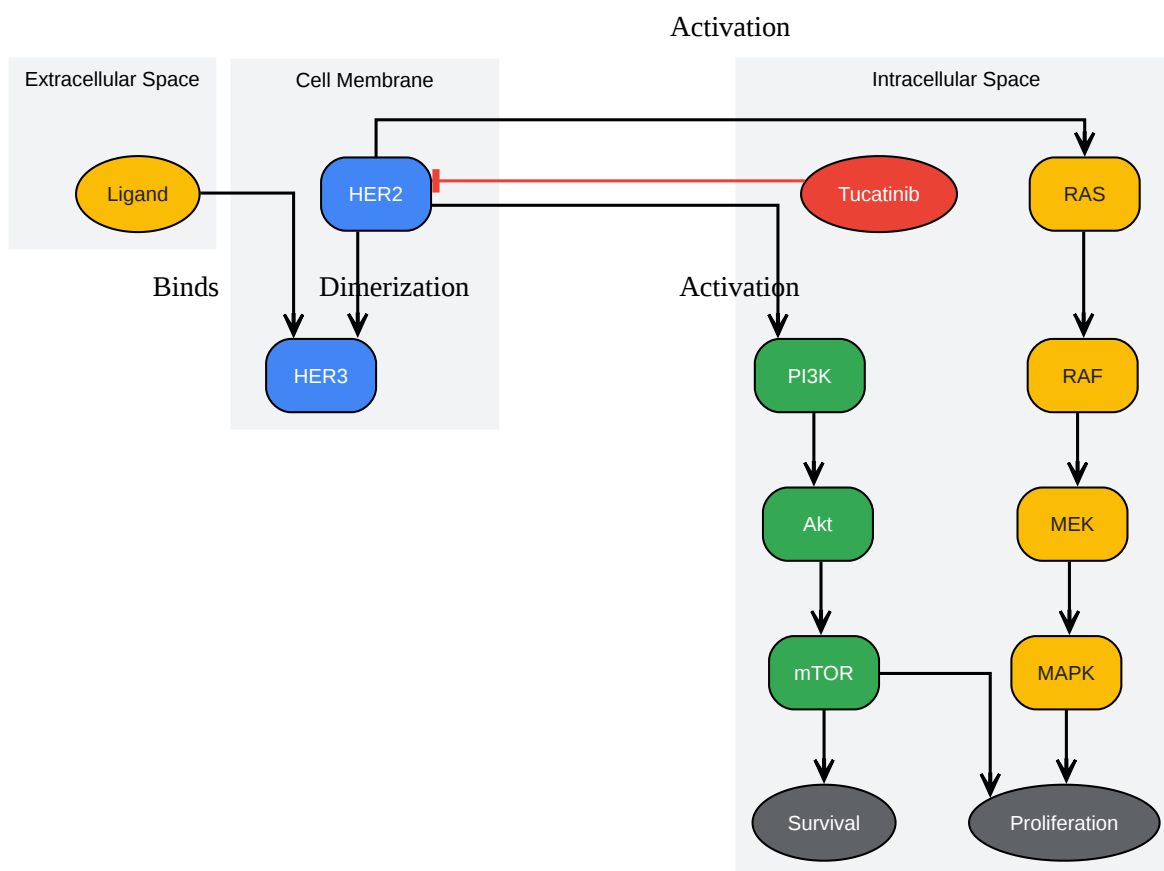 Activation
Extracellular Space
Cell Membrane
Intracellular Space
Ligand
HER2
Tucatinib
RAS
Binds
Dimerization
Activation
HER3
PI3K
RAF
Akt
MEK
mTOR
MAPK
Survival
Proliferation